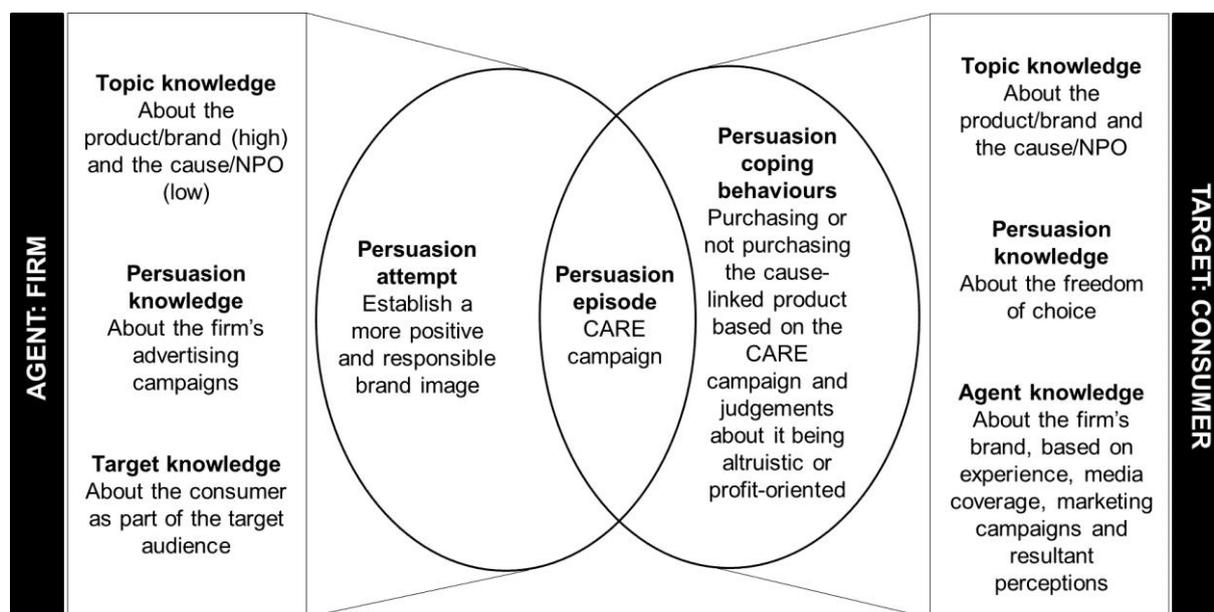 AGENT: FIRM
Topic knowledge
About the
product/brand (high)
and the cause/NPO
(low)
Persuasion
knowledge
About the firm's
advertising
campaigns
Target knowledge
About the consumer
as part of the target
audience
Persuasion
attempt
Establish a
more positive
and responsible
brand image
Persuasion
episode
CARE
campaign
Persuasion
coping
behaviours
Purchasing or
not purchasing
the cause-
linked product
based on the
CARE
campaign and
judgements
about it being
altruistic or
profit-oriented
Topic knowledge
About the
product/brand and
the cause/NPO
Persuasion
knowledge
About the freedom
of choice
Agent knowledge
About the firm's
brand, based on
experience, media
coverage, marketing
campaigns and
resultant
perceptions
TARGET: CONSUMER